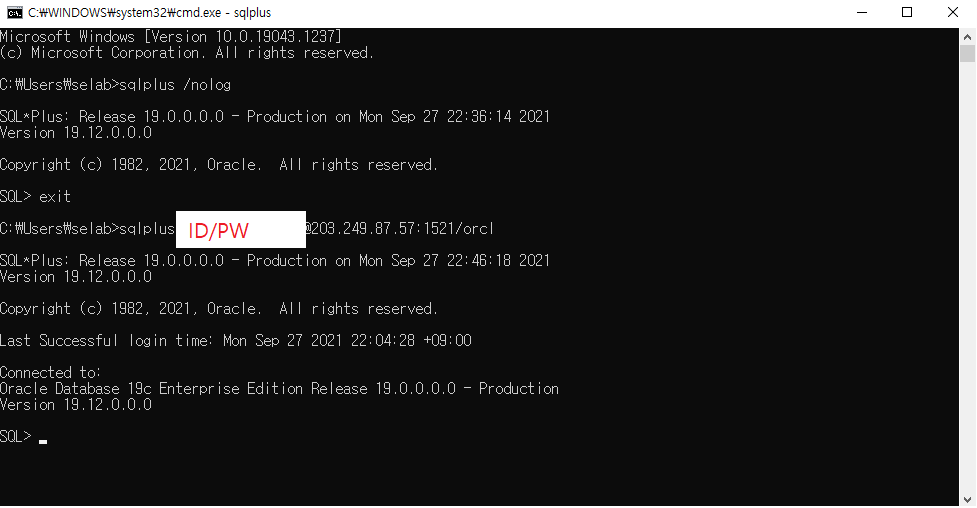 C:₩WINDOWS₩system32₩cmd.exe - sqlplus
Microsoft Windows [Version 10.0.19043.1237]
(c) Microsoft Corporation. All rights reserved.
C:₩Users₩selab>sqlplus /nolog
SQL*Plus: Release 19.0.0.0.0 - Production on Mon Sep 27 22:36:14 2021
Version 19.12.0.0.0
Copyright (c) 1982, 2021, Oracle.  All rights reserved.
SQL> exit
C:₩Users₩selab>sqlplus ID/PW @203.249.87.57:1521/orcl
SQL*Plus: Release 19.0.0.0.0 - Production on Mon Sep 27 22:46:18 2021
Version 19.12.0.0.0
Copyright (c) 1982, 2021, Oracle.  All rights reserved.
Last Successful login time: Mon Sep 27 2021 22:04:28 +09:00
Connected to:
Oracle Database 19c Enterprise Edition Release 19.0.0.0.0 - Production
Version 19.12.0.0.0
SQL>